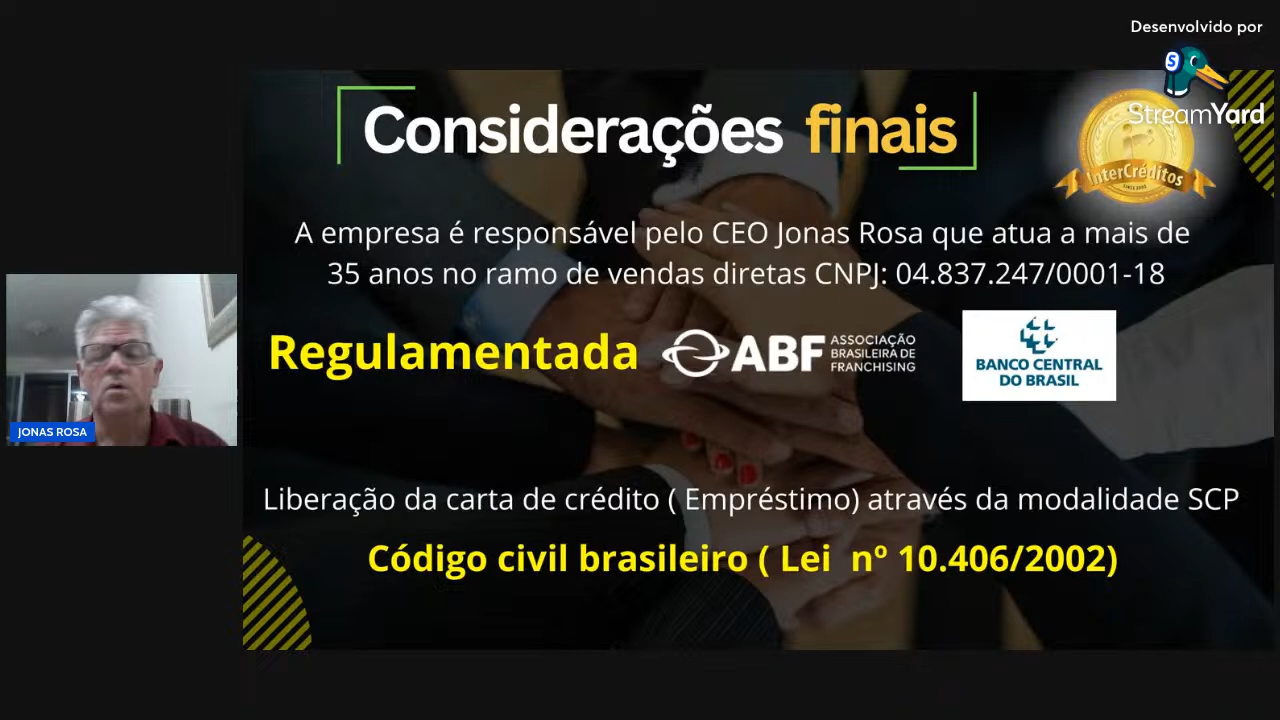 Desenvolvido por
StreamYard
Considerações finais
InterCréditos
A empresa é responsável pelo CEO Jonas Rosa que atua a mais de
35 anos no ramo de vendas diretas CNPJ: 04.837.247/0001-18
Regulamentada
ABF ASSOCIAÇÃO
BRASILEIRA DE
FRANCHISING
BANCO CENTRAL
DO BRASIL
JONAS ROSA
Liberação da carta de crédito ( Empréstimo) através da modalidade SCP
Código civil brasileiro ( Lei nº 10.406/2002)